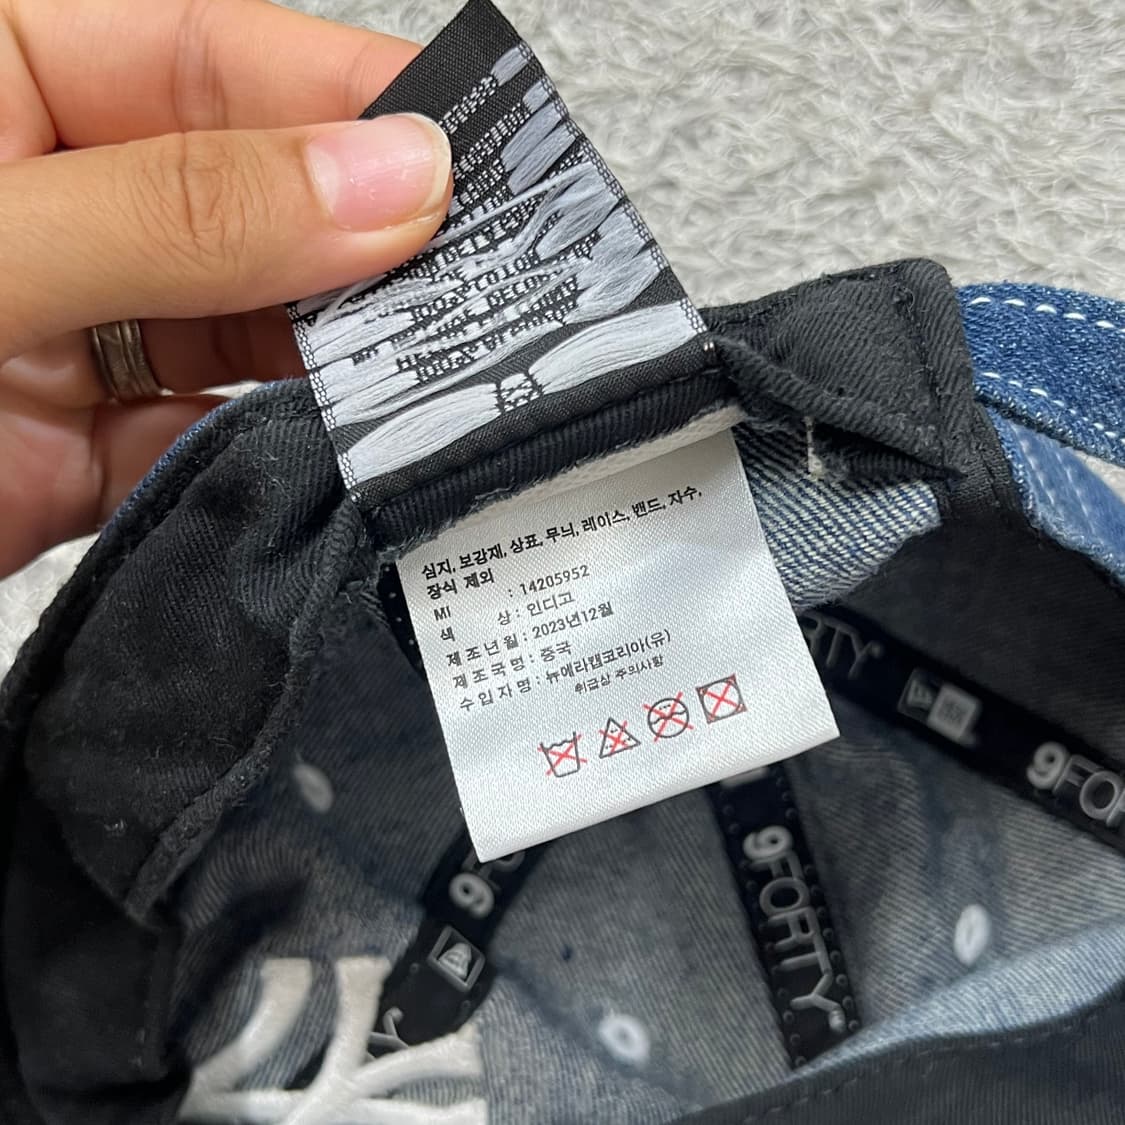 심지, 보강재, 상표, 무늬, 레이스, 밴드, 자수,
장식 제외
MI : 14205952
색 상 : 인디고
제조년월 : 2023년12월
제조국명 : 중국
수입자명 : 뉴에라캡코리아(유)
취급상 주의사항
FORTY
9FOR
9FO
9FORTY